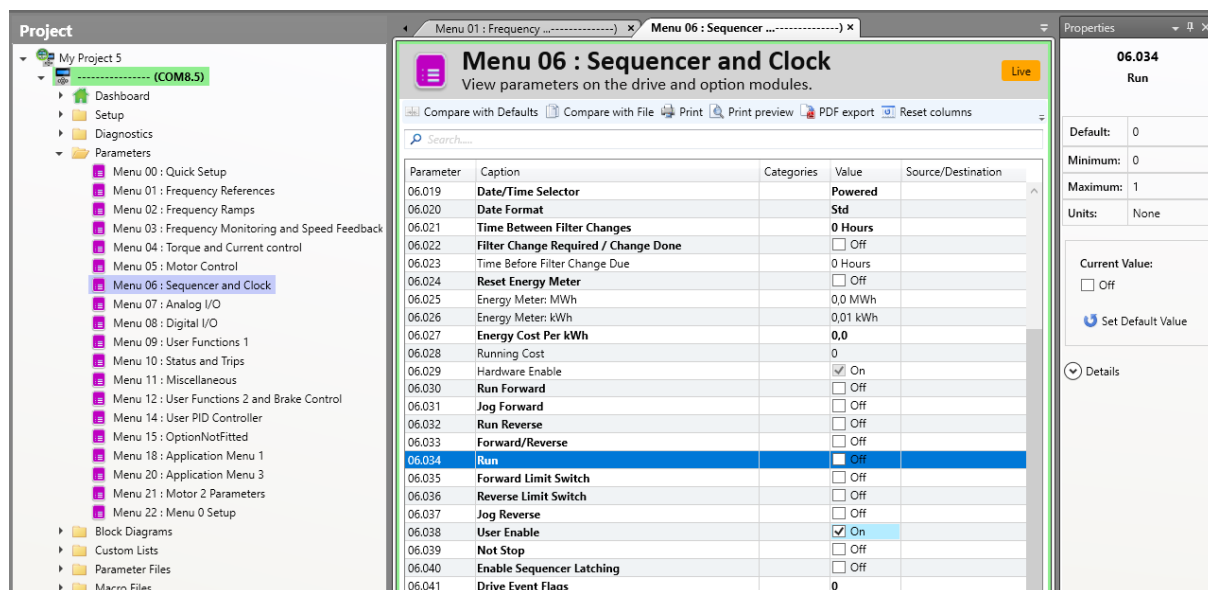 Project
My Project 5
---------------- (COM8.5)
Dashboard
Setup
Diagnostics
Parameters
Menu 00 : Quick Setup
Menu 01 : Frequency References
Menu 02 : Frequency Ramps
Menu 03 : Frequency Monitoring and Speed Feedback
Menu 04 : Torque and Current control
Menu 05 : Motor Control
Menu 06 : Sequencer and Clock
Menu 07 : Analog I/O
Menu 08 : Digital I/O
Menu 09 : User Functions 1
Menu 10 : Status and Trips
Menu 11 : Miscellaneous
Menu 12 : User Functions 2 and Brake Control
Menu 14 : User PID Controller
Menu 15 : OptionNotFitted
Menu 18 : Application Menu 1
Menu 20 : Application Menu 3
Menu 21 : Motor 2 Parameters
Menu 22 : Menu 0 Setup
Block Diagrams
Custom Lists
Parameter Files
Macro Files
Menu 01 : Frequency ...---------------) × Menu 06 : Sequencer ...---------------) ×
Menu 06 : Sequencer and Clock
View parameters on the drive and option modules.
Live
Compare with Defaults Compare with File Print Print preview PDF export Reset columns
Search....
Parameter Caption Categories Value Source/Destination
06.019 Date/Time Selector Powered
06.020 Date Format Std
06.021 Time Between Filter Changes 0 Hours
06.022 Filter Change Required / Change Done Off
06.023 Time Before Filter Change Due 0 Hours
06.024 Reset Energy Meter Off
06.025 Energy Meter: MWh 0,0 MWh
06.026 Energy Meter: kWh 0,01 kWh
06.027 Energy Cost Per kWh 0,0
06.028 Running Cost 0
06.029 Hardware Enable On
06.030 Run Forward Off
06.031 Jog Forward Off
06.032 Run Reverse Off
06.033 Forward/Reverse Off
06.034 Run Off
06.035 Forward Limit Switch Off
06.036 Reverse Limit Switch Off
06.037 Jog Reverse Off
06.038 User Enable On
06.039 Not Stop Off
06.040 Enable Sequencer Latching Off
06.041 Drive Event Flags 0
Properties
06.034
Run
Default: 0
Minimum: 0
Maximum: 1
Units: None
Current Value:
Off
Set Default Value
Details